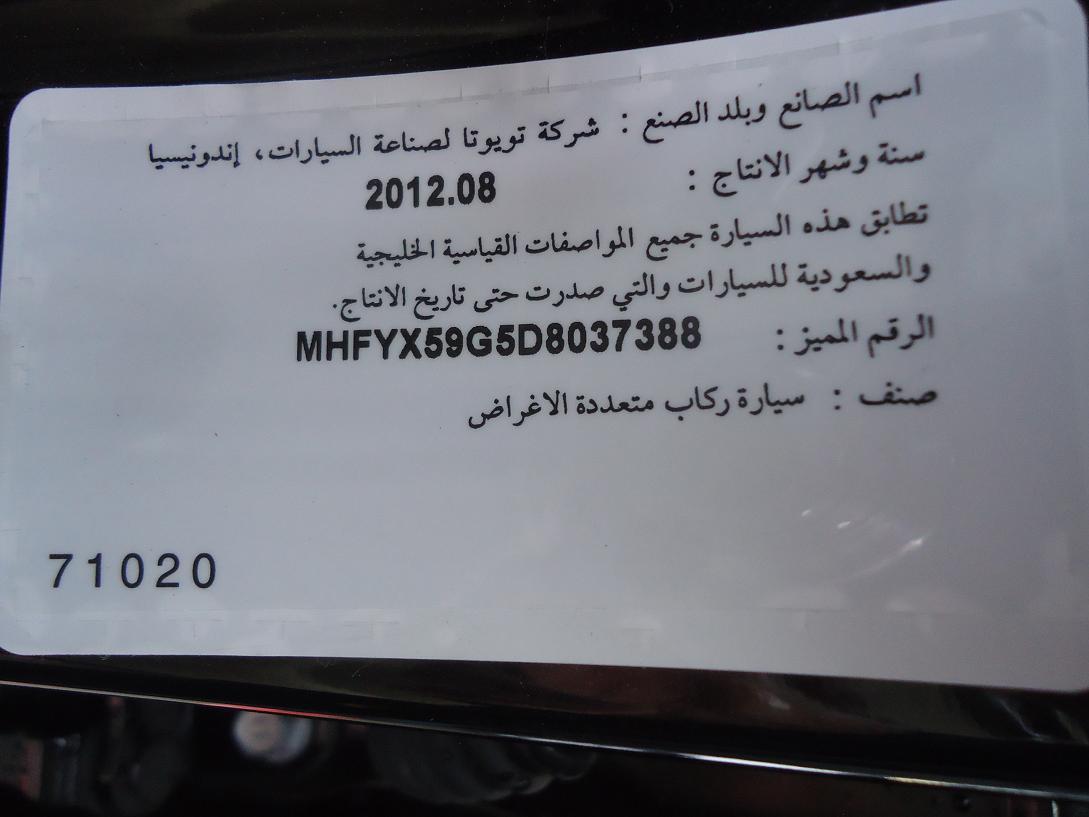 اسم الصانع وبلد الصنع : شركة تويوتا لصناعة السيارات، إندونيسيا
سنة وشهر الانتاج : 2012.08
تطابق هذه السيارة جميع المواصفات القياسية الخليجية
والسعودية للسيارات والتي صدرت حتى تاريخ الانتاج.
الرقم المميز : MHFYX59G5D8037388
صنف : سيارة ركاب متعددة الاغراض
71020